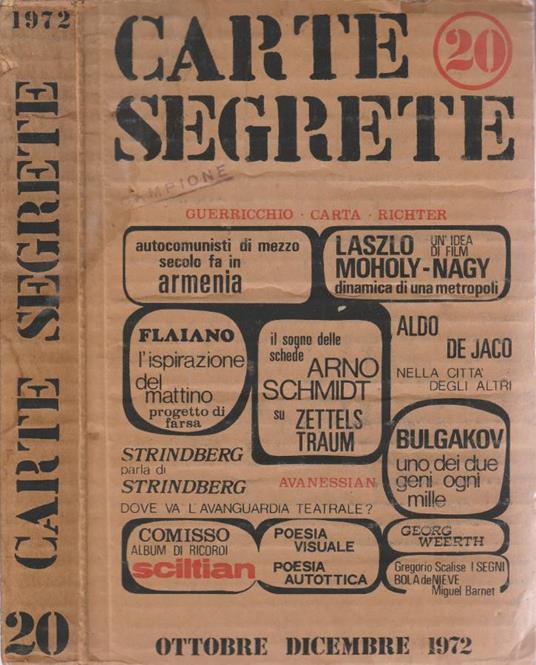 1972
CARTE SEGRETE
20
CARTE
20
SEGRETE
CAMPIONE
GUERRICCHIO · CARTA · RICHTER
autocomunisti di mezzo
secolo fa in
armenia
LASZLO UN'IDEA
DI FILM
MOHOLY-NAGY
dinamica di una metropoli
FLAIANO
l'ispirazione
del
mattino
progetto di
farsa
il sogno delle
schede
ARNO
SCHMIDT
su ZETTELS
TRAUM
ALDO
DE JACO
NELLA CITTA'
DEGLI ALTRI
BULGAKOV
uno dei due
geni ogni
mille
STRINDBERG
parla di
STRINDBERG
AVANESSIAN
DOVE VA L'AVANGUARDIA TEATRALE?
COMISSO
ALBUM DI RICORDI
sciltian
POESIA
VISUALE
POESIA
AUTOTTICA
GEORG
WEERTH
Gregorio Scalise I SEGNI
BOLA de NIEVE
Miguel Barnet
OTTOBRE DICEMBRE 1972